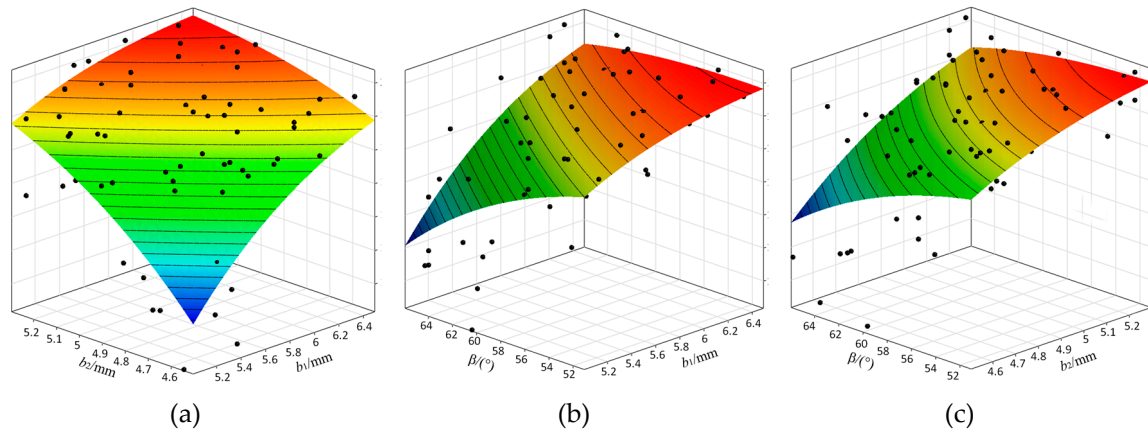 5.2 5.1 5 4.9 4.8 4.7 4.6
b₂/mm
5.2 5.4 5.6 5.8 6 6.2 6.4
b₁/mm
(a)
64 62 60 58 56 54 52
β/(°)
5.2 5.4 5.6 5.8 6 6.2 6.4
b₁/mm
(b)
64 62 60 58 56 54 52
β/(°)
4.6 4.7 4.8 4.9 5 5.1 5.2
b₂/mm
(c)